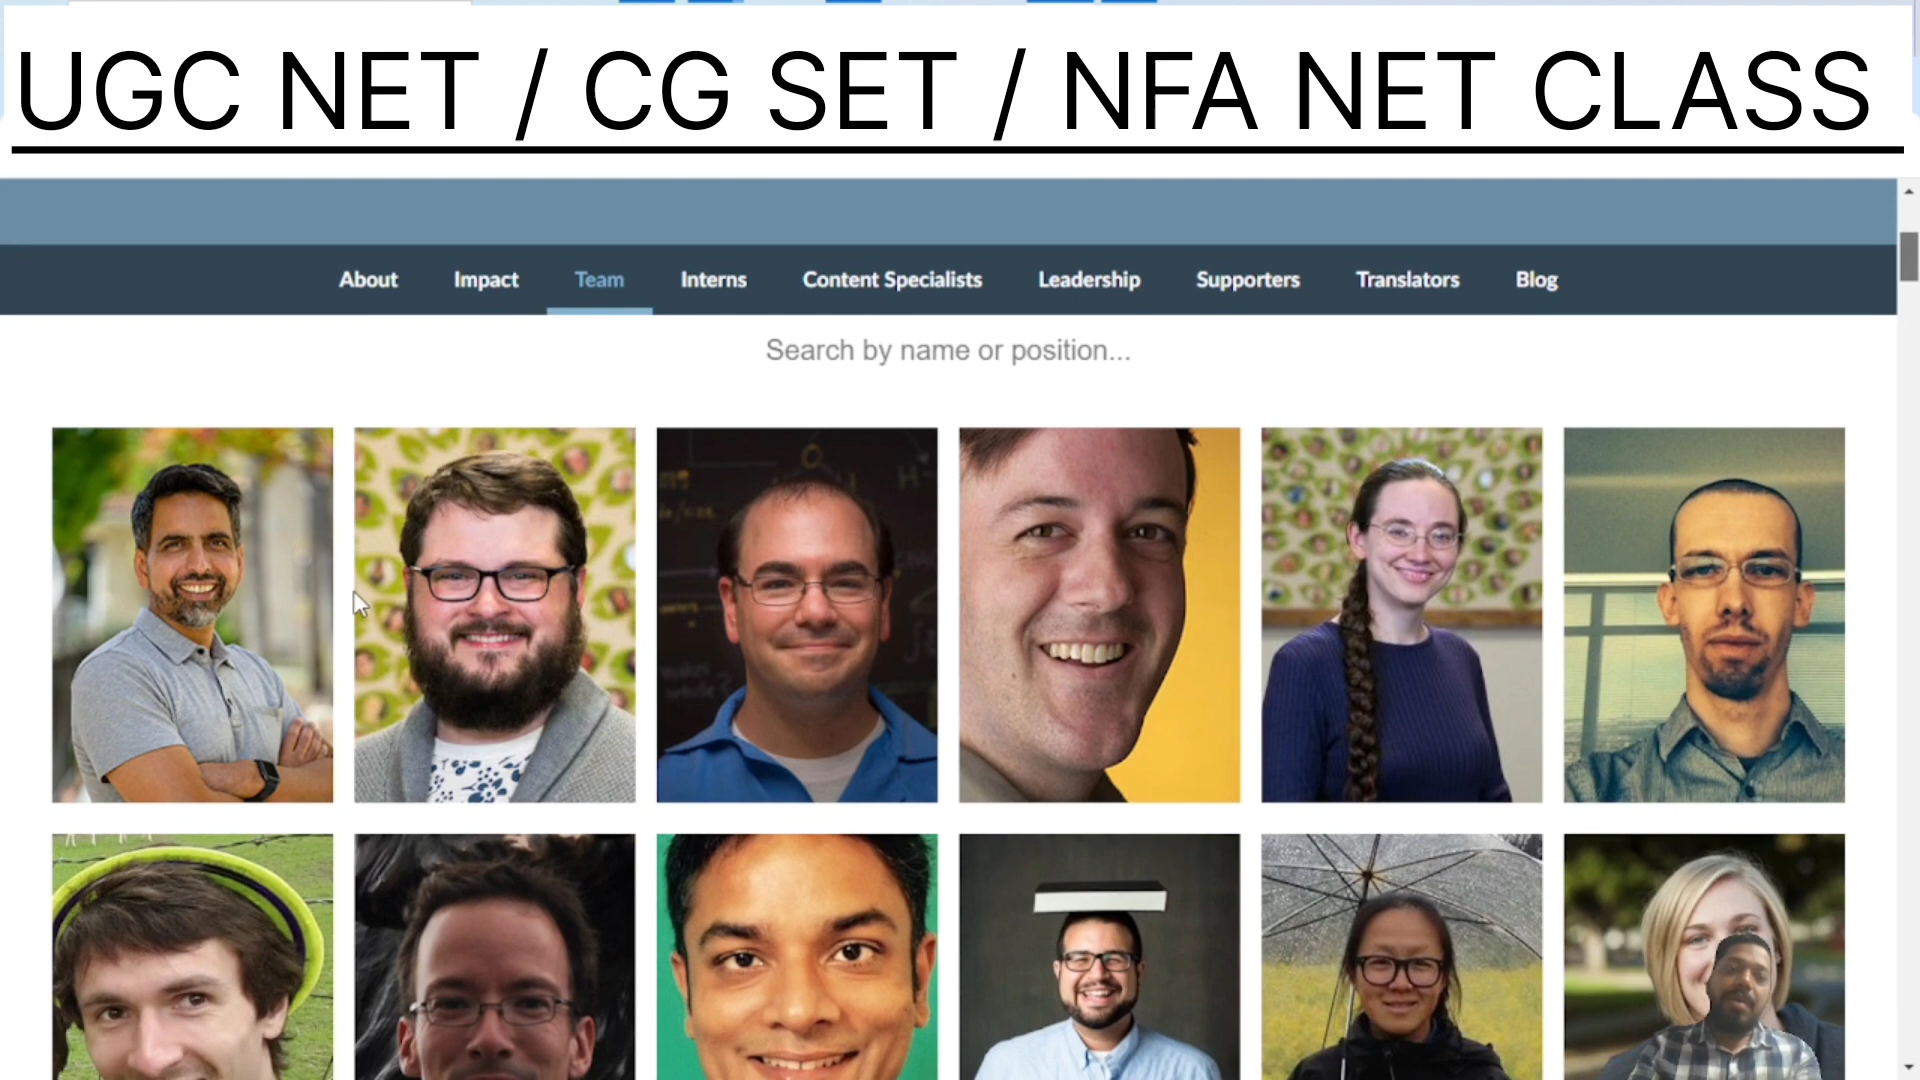 UGC NET / CG SET / NFA NET CLASS
About Impact Team Interns Content Specialists Leadership Supporters Translators Blog
Search by name or position...